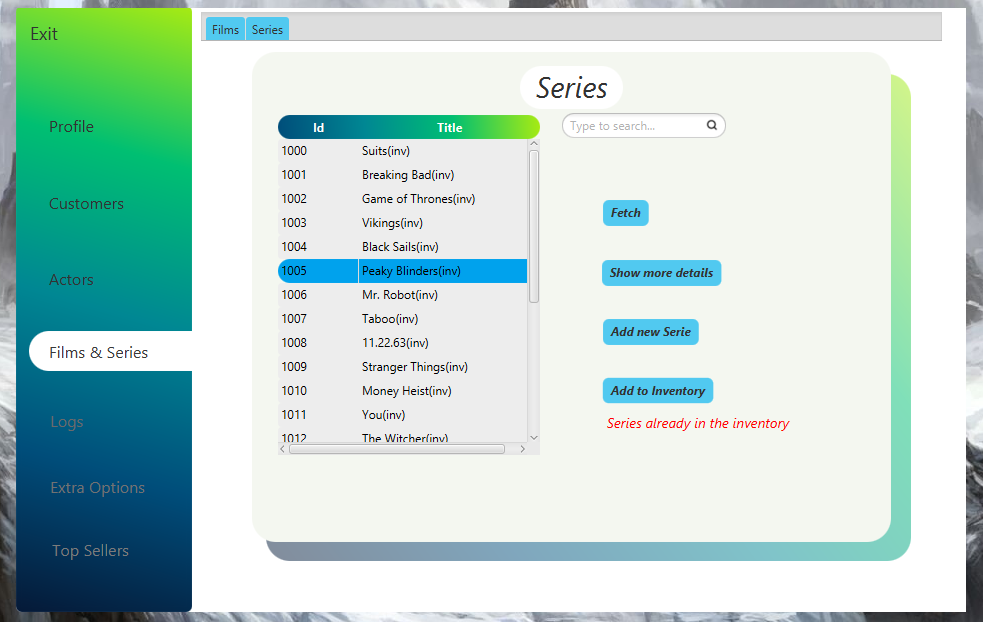 Exit
Profile
Customers
Actors
Films & Series
Logs
Extra Options
Top Sellers
Films Series
Series
Id Title
Type to search...
1000 Suits(inv)
1001 Breaking Bad(inv)
1002 Game of Thrones(inv)
1003 Vikings(inv)
1004 Black Sails(inv)
1005 Peaky Blinders(inv)
1006 Mr. Robot(inv)
1007 Taboo(inv)
1008 11.22.63(inv)
1009 Stranger Things(inv)
1010 Money Heist(inv)
1011 You(inv)
1012 The Witcher(inv)
Fetch
Show more details
Add new Serie
Add to Inventory
Series already in the inventory